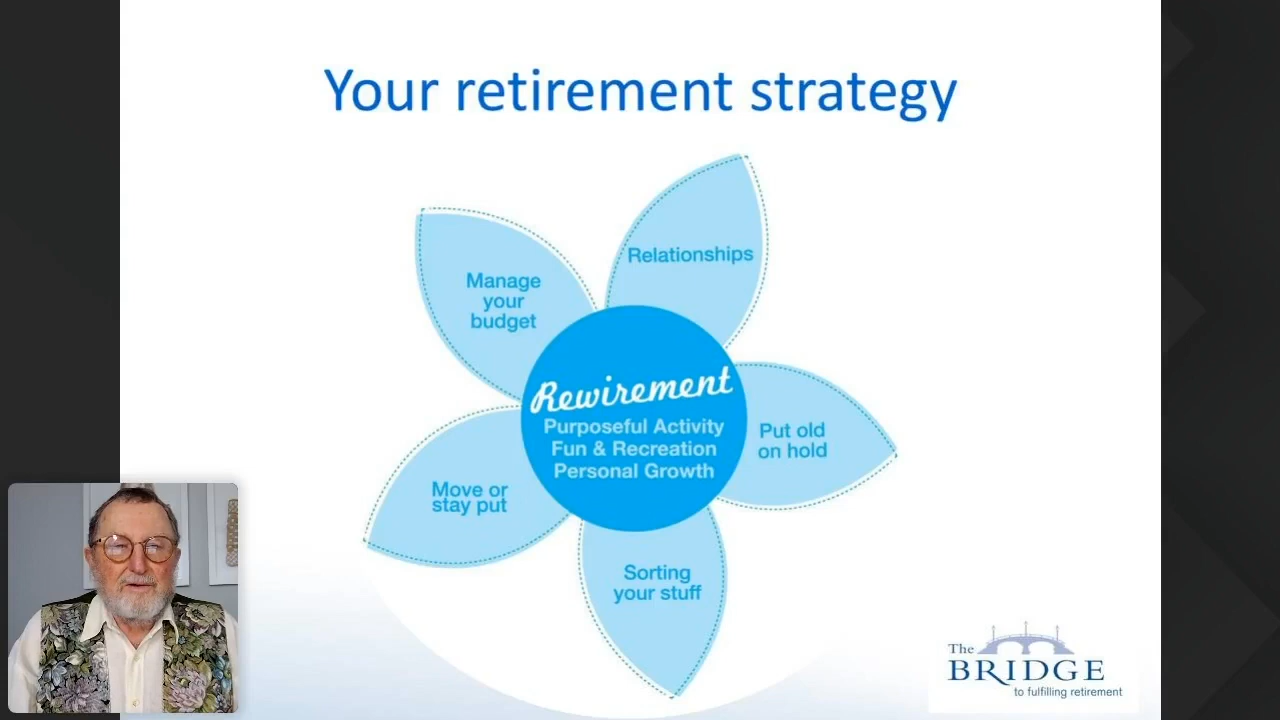 Your retirement strategy
Relationships
Manage
your
budget
Rewirement
Purposeful Activity
Fun & Recreation
Personal Growth
Put old
on hold
Move or
stay put
Sorting
your stuff
The
BRIDGE
to fulfilling retirement